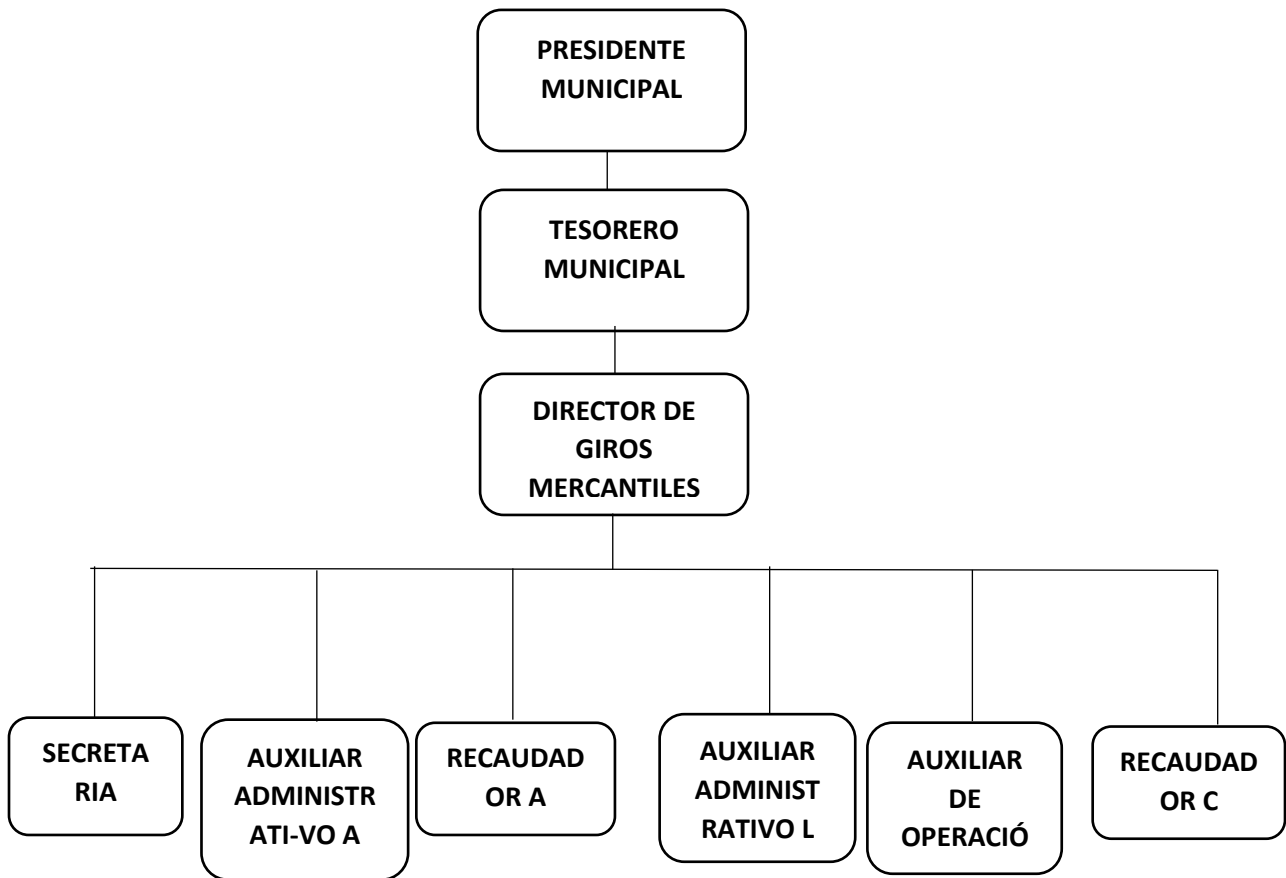 PRESIDENTE
MUNICIPAL
TESORERO
MUNICIPAL
DIRECTOR DE
GIROS
MERCANTILES
SECRETA
RIA
AUXILIAR
ADMINISTR
ATI-VO A
RECAUDAD
OR A
AUXILIAR
ADMINIST
RATIVO L
AUXILIAR
DE
OPERACIÓ
RECAUDAD
OR C